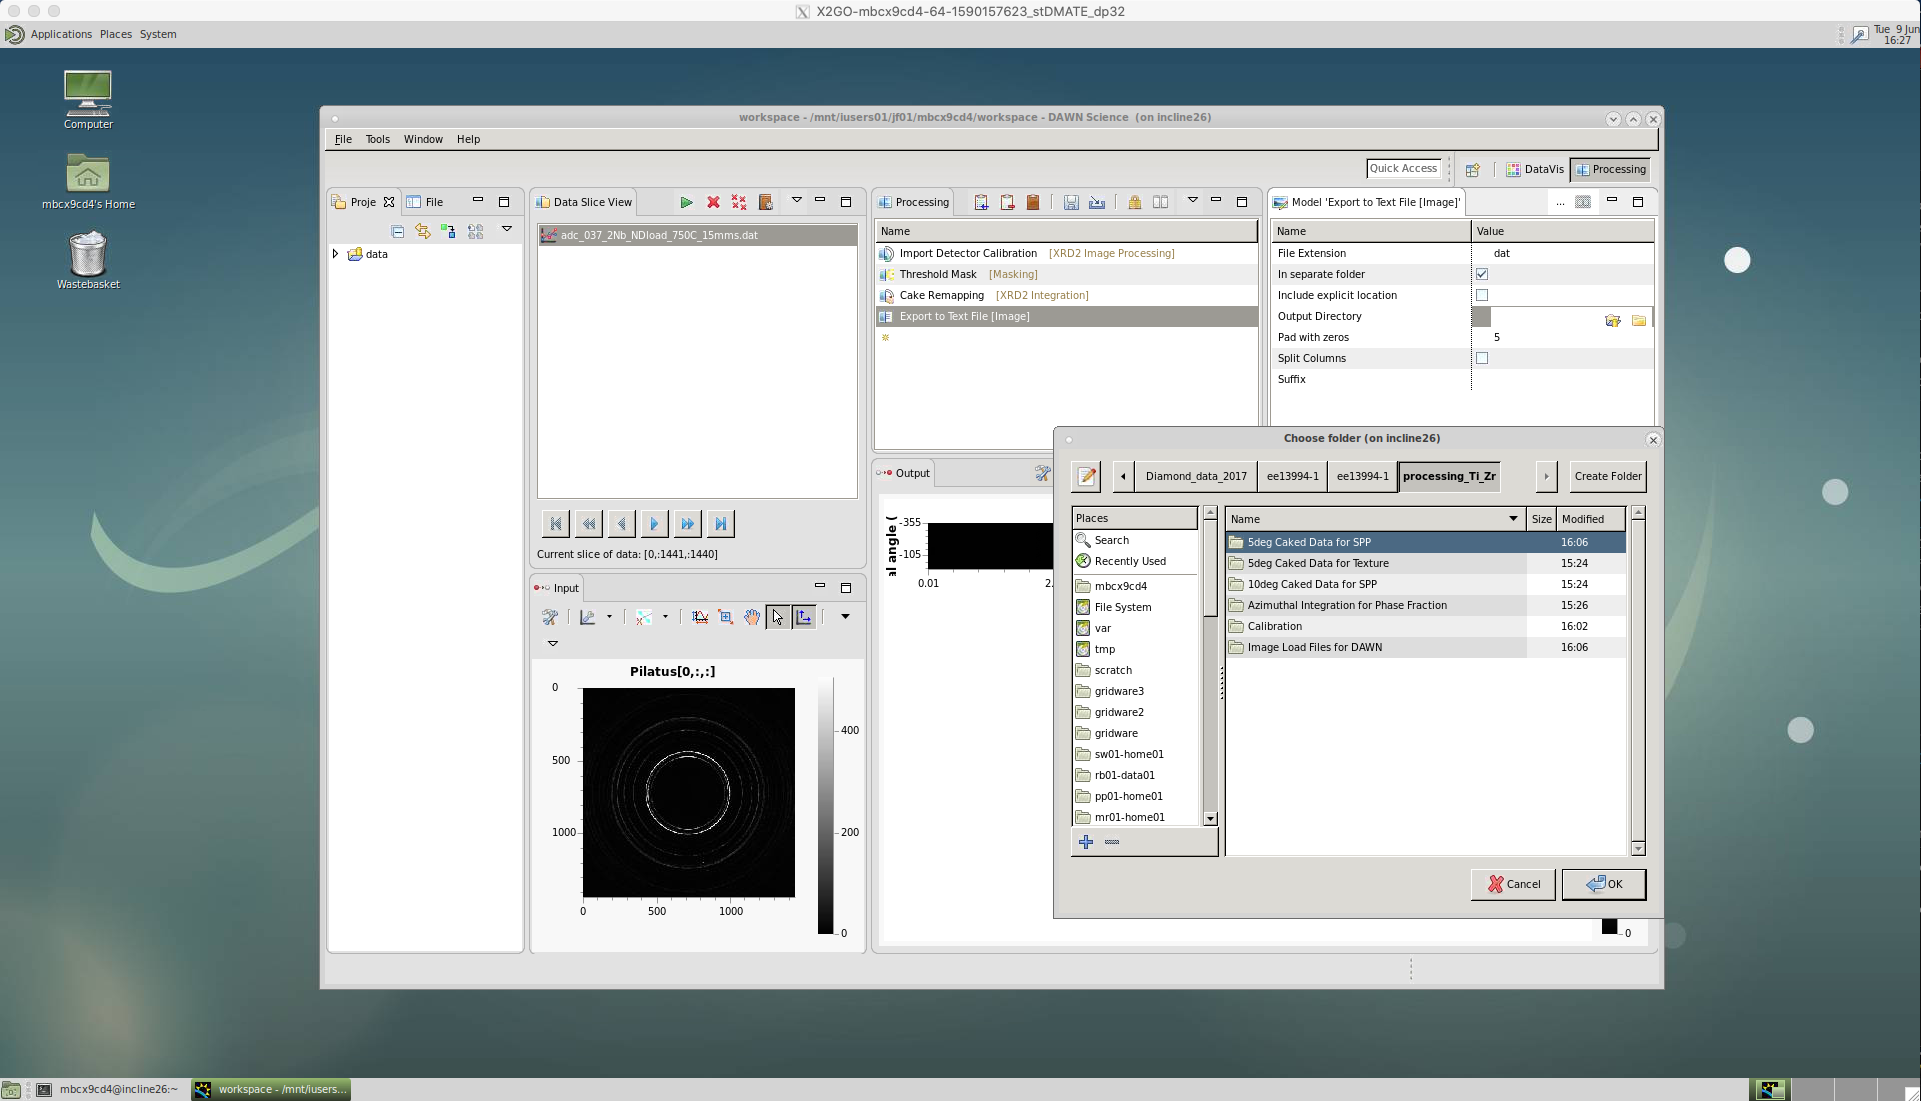 X2GO-mbcx9cd4-64-1590157623_stDMATE_dp32
Applications Places System
Tue 9 Jun
16:27
Computer
mbcx9cd4's Home
Wastebasket
workspace - /mnt/iusers01/jf01/mbcx9cd4/workspace - DAWN Science (on incline26)
File Tools Window Help
Quick Access
DataVis
Processing
Proje
File
data
Data Slice View
adc_037_2Nb_NDload_750C_15mms.dat
Current slice of data: [0,:1441,:1440]
Input
Pilatus[0,:,:]
0
500
1000
0
500
1000
400
200
0
Processing
Name
Import Detector Calibration [XRD2 Image Processing]
Threshold Mask [Masking]
Cake Remapping [XRD2 Integration]
Export to Text File [Image]
Output
al angle (
-355
-105
0.01
2.
0
Model 'Export to Text File [Image]'
...
Name Value
File Extension dat
In separate folder
Include explicit location
Output Directory
Pad with zeros 5
Split Columns
Suffix
Choose folder (on incline26)
Diamond_data_2017 ee13994-1 ee13994-1 processing_Ti_Zr
Create Folder
Places
Search
Recently Used
mbcx9cd4
File System
var
tmp
scratch
gridware3
gridware2
gridware
sw01-home01
rb01-data01
pp01-home01
mr01-home01
Name Size Modified
5deg Caked Data for SPP 16:06
5deg Caked Data for Texture 15:24
10deg Caked Data for SPP 15:24
Azimuthal Integration for Phase Fraction 15:26
Calibration 16:02
Image Load Files for DAWN 16:06
Cancel
OK
mbcx9cd4@incline26:~
workspace - /mnt/iusers...